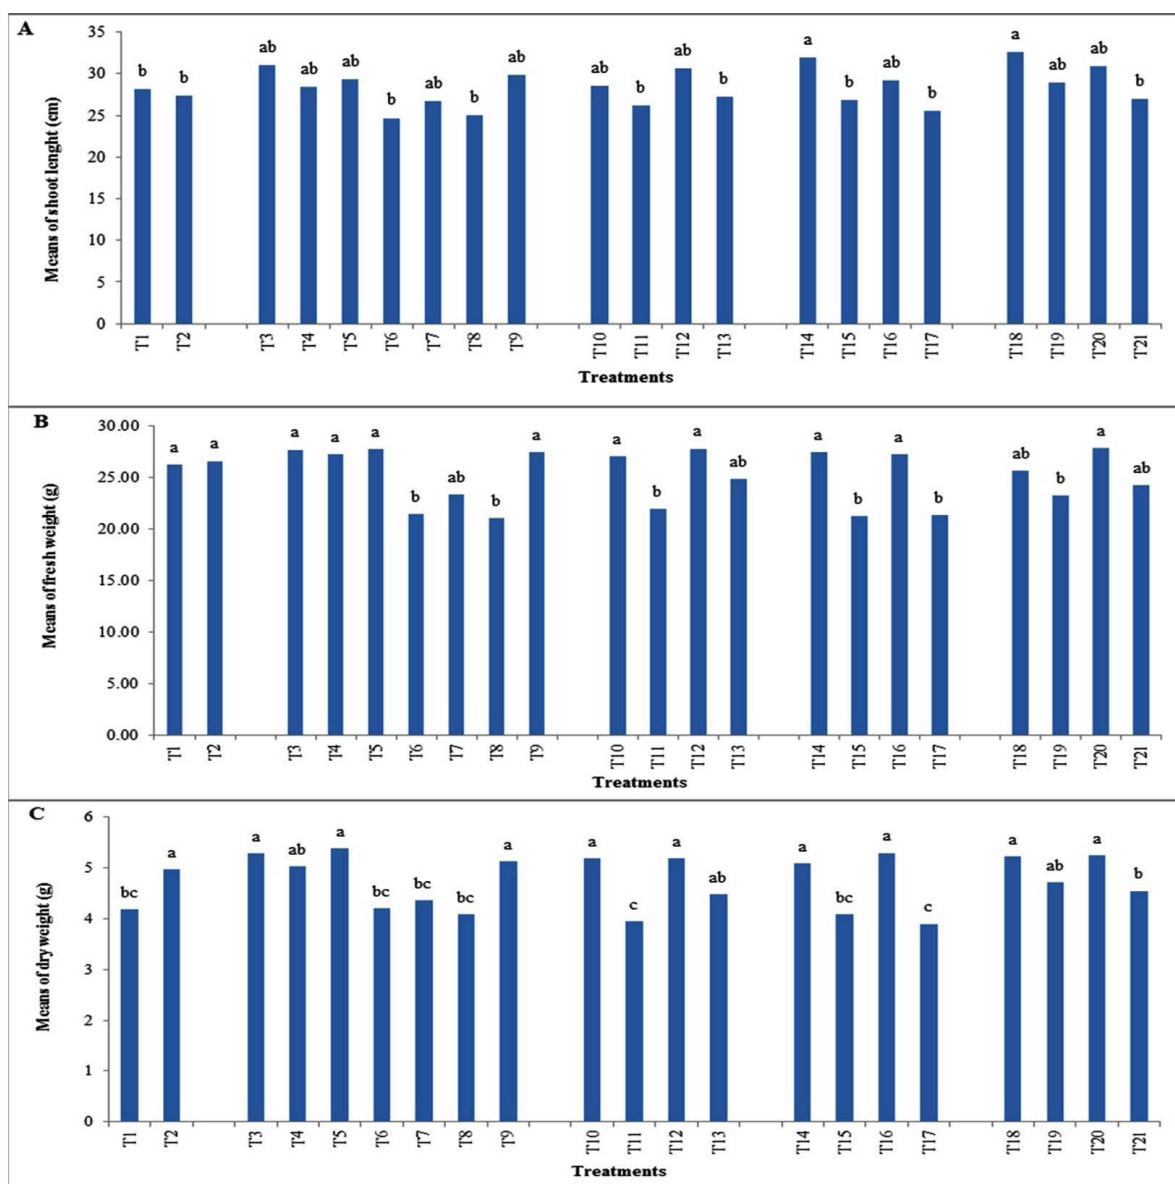 A
Means of shoot lenght (cm)
35
30
25
20
15
10
5
0
b b ab ab ab b ab b ab ab b ab b a b ab b a ab ab b
T1 T2 T3 T4 T5 T6 T7 T8 T9 T10 T11 T12 T13 T14 T15 T16 T17 T18 T19 T20 T21
Treatments
B
Means of fresh weight (g)
30.00
25.00
20.00
15.00
10.00
5.00
0.00
a a a a a b ab b a a b a ab a b a b ab b a ab
T1 T2 T3 T4 T5 T6 T7 T8 T9 T10 T11 T12 T13 T14 T15 T16 T17 T18 T19 T20 T21
Treatments
C
Means of dry weight (g)
6
5
4
3
2
1
0
bc a a ab a bc bc bc a a c a ab a bc a c a ab a b
T1 T2 T3 T4 T5 T6 T7 T8 T9 T10 T11 T12 T13 T14 T15 T16 T17 T18 T19 T20 T21
Treatments